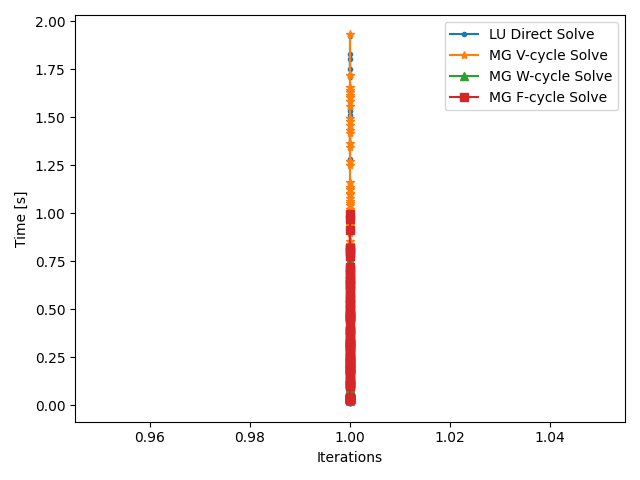 2.00
1.75
1.50
1.25
1.00
0.75
0.50
0.25
0.00
Time [s]
LU Direct Solve
MG V-cycle Solve
MG W-cycle Solve
MG F-cycle Solve
0.96 0.98 1.00 1.02 1.04
Iterations